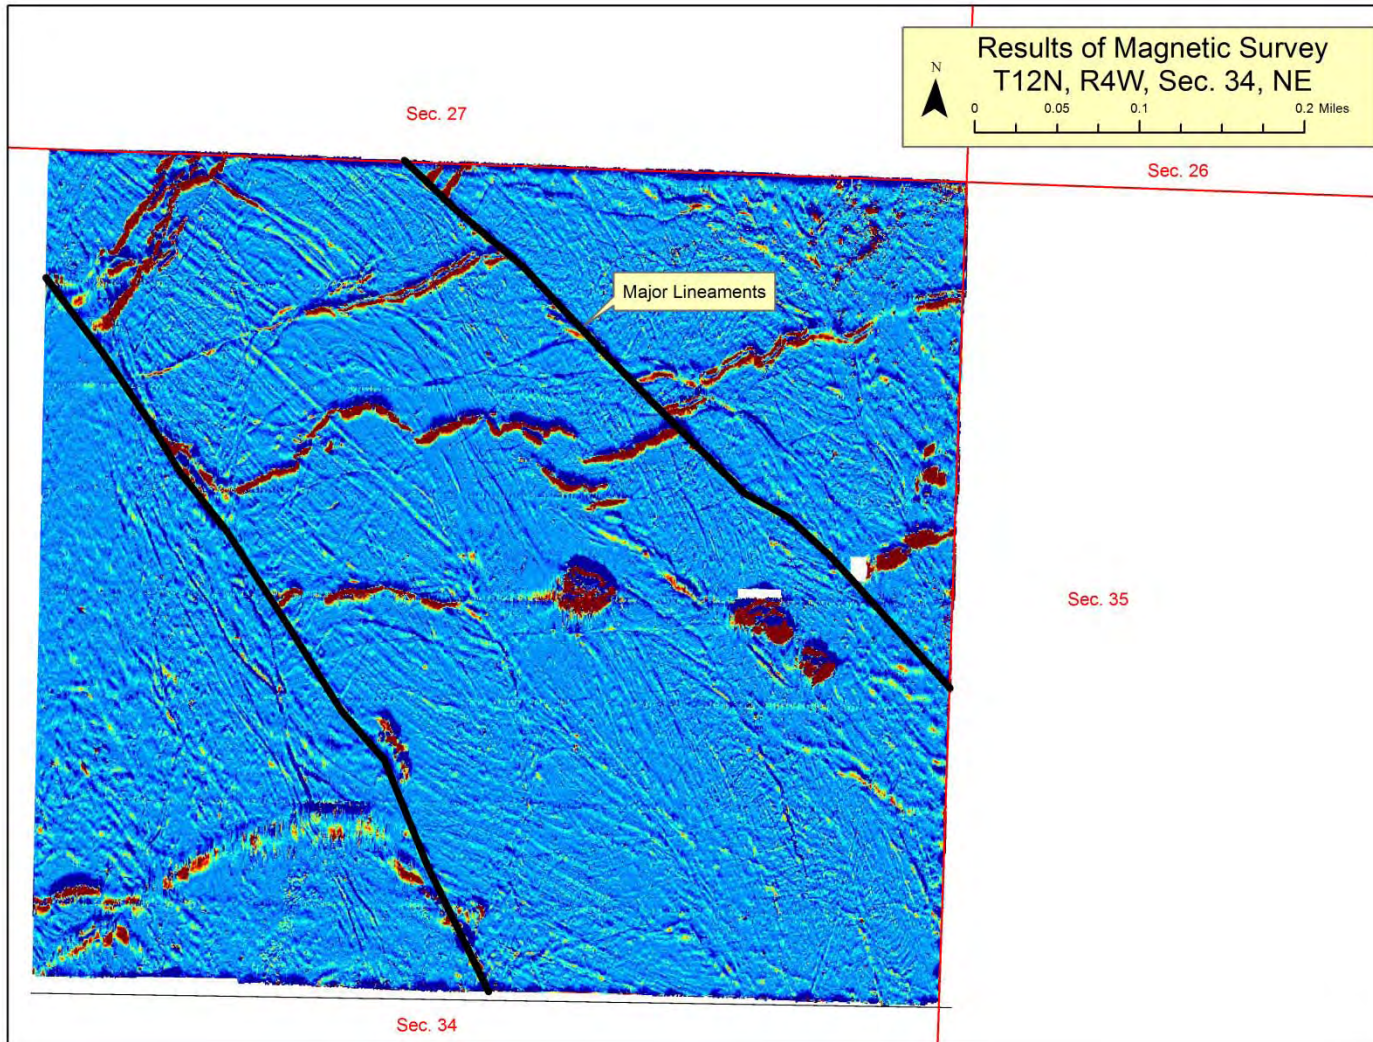 Results of Magnetic Survey
T12N, R4W, Sec. 34, NE
N
0 0.05 0.1 0.2 Miles
Sec. 27
Sec. 26
Major Lineaments
Sec. 35
Sec. 34